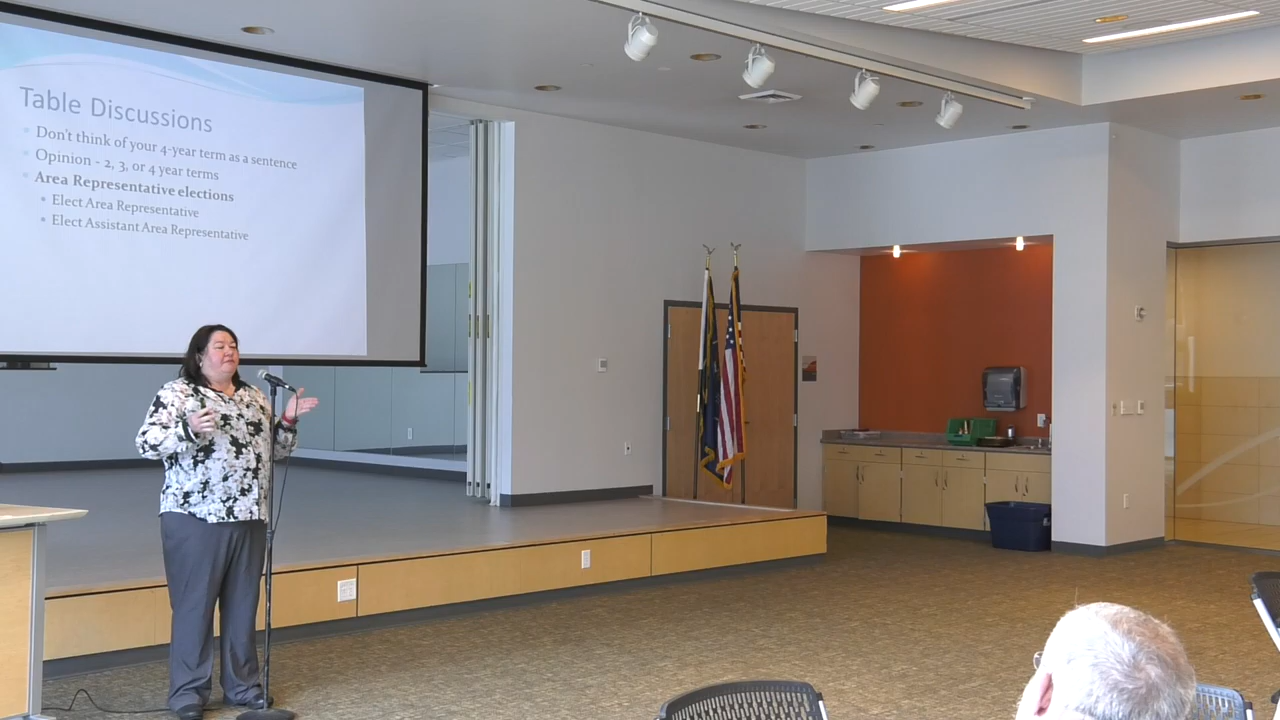 Table Discussions
Don't think of your 4-year term as a sentence
Opinion - 2, 3, or 4 year terms
Area Representative elections
Elect Area Representative
Elect Assistant Area Representative